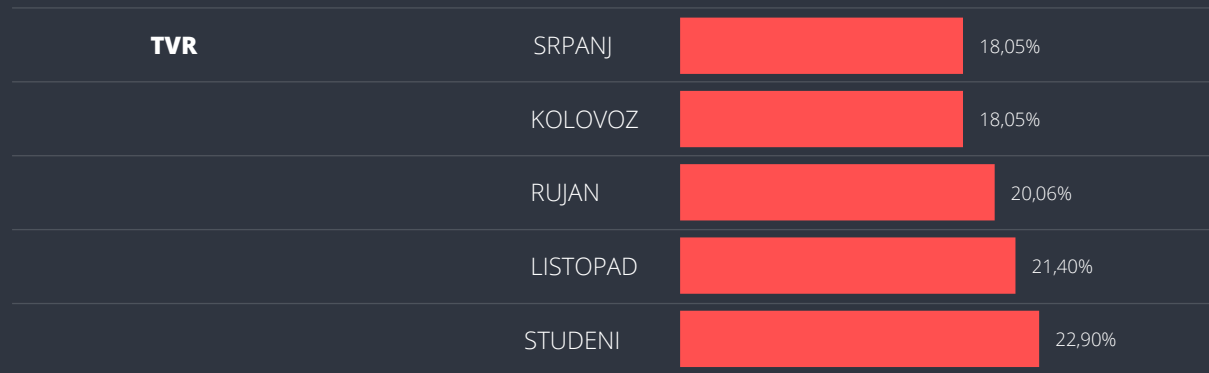 TVR SRPANJ 18,05%
KOLOVOZ 18,05%
RUJAN 20,06%
LISTOPAD 21,40%
STUDENI 22,90%